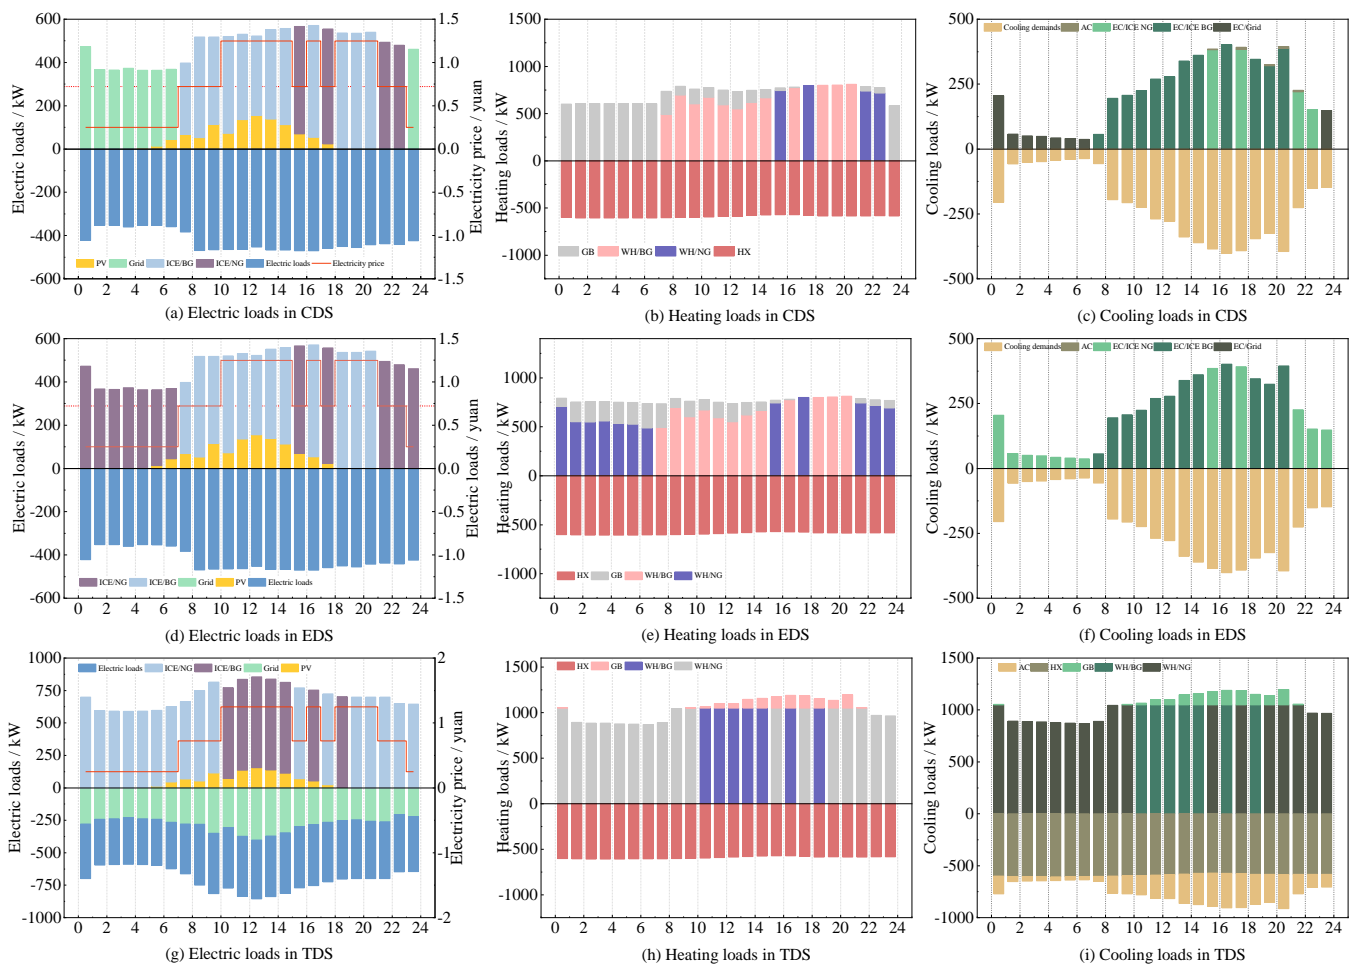 600
400
200
0
-200
-400
-600
Electric loads / kW
1.5
1.0
0.5
0.0
-0.5
-1.0
-1.5
Electricity price / yuan
PV Grid ICE/BG ICE/NG Electric loads Electricity price
0 2 4 6 8 10 12 14 16 18 20 22 24
(a) Electric loads in CDS
1500
1000
500
0
-500
-1000
Heating loads / kW
GB WH/BG WH/NG HX
0 2 4 6 8 10 12 14 16 18 20 22 24
(b) Heating loads in CDS
500
250
0
-250
-500
Cooling loads / kW
Cooling demands AC EC/ICE NG EC/ICE BG EC/Grid
0 2 4 6 8 10 12 14 16 18 20 22 24
(c) Cooling loads in CDS
600
400
200
0
-200
-400
-600
Electric loads / kW
1.5
1.0
0.5
0.0
-0.5
-1.0
-1.5
Electric loads / yuan
ICE/NG ICE/BG Grid PV Electric loads
0 2 4 6 8 10 12 14 16 18 20 22 24
(d) Electric loads in EDS
1000
500
0
-500
-1000
Heating loads / kW
HX GB WH/BG WH/NG
0 2 4 6 8 10 12 14 16 18 20 22 24
(e) Heating loads in EDS
500
250
0
-250
-500
Cooling loads / kW
Cooling demands AC EC/ICE NG EC/ICE BG EC/Grid
0 2 4 6 8 10 12 14 16 18 20 22 24
(f) Cooling loads in EDS
1000
750
500
250
0
-250
-500
-750
-1000
Electric loads / kW
2
1
0
-1
-2
Electricity price / yuan
Electric loads ICE/NG ICE/BG Grid PV
0 2 4 6 8 10 12 14 16 18 20 22 24
(g) Electric loads in TDS
1500
1000
500
0
-500
-1000
Heating loads / kW
HX GB WH/BG WH/NG
0 2 4 6 8 10 12 14 16 18 20 22 24
(h) Heating loads in TDS
1500
1000
500
0
-500
-1000
Cooling loads / kW
AC HX GB WH/BG WH/NG
0 2 4 6 8 10 12 14 16 18 20 22 24
(i) Cooling loads in TDS